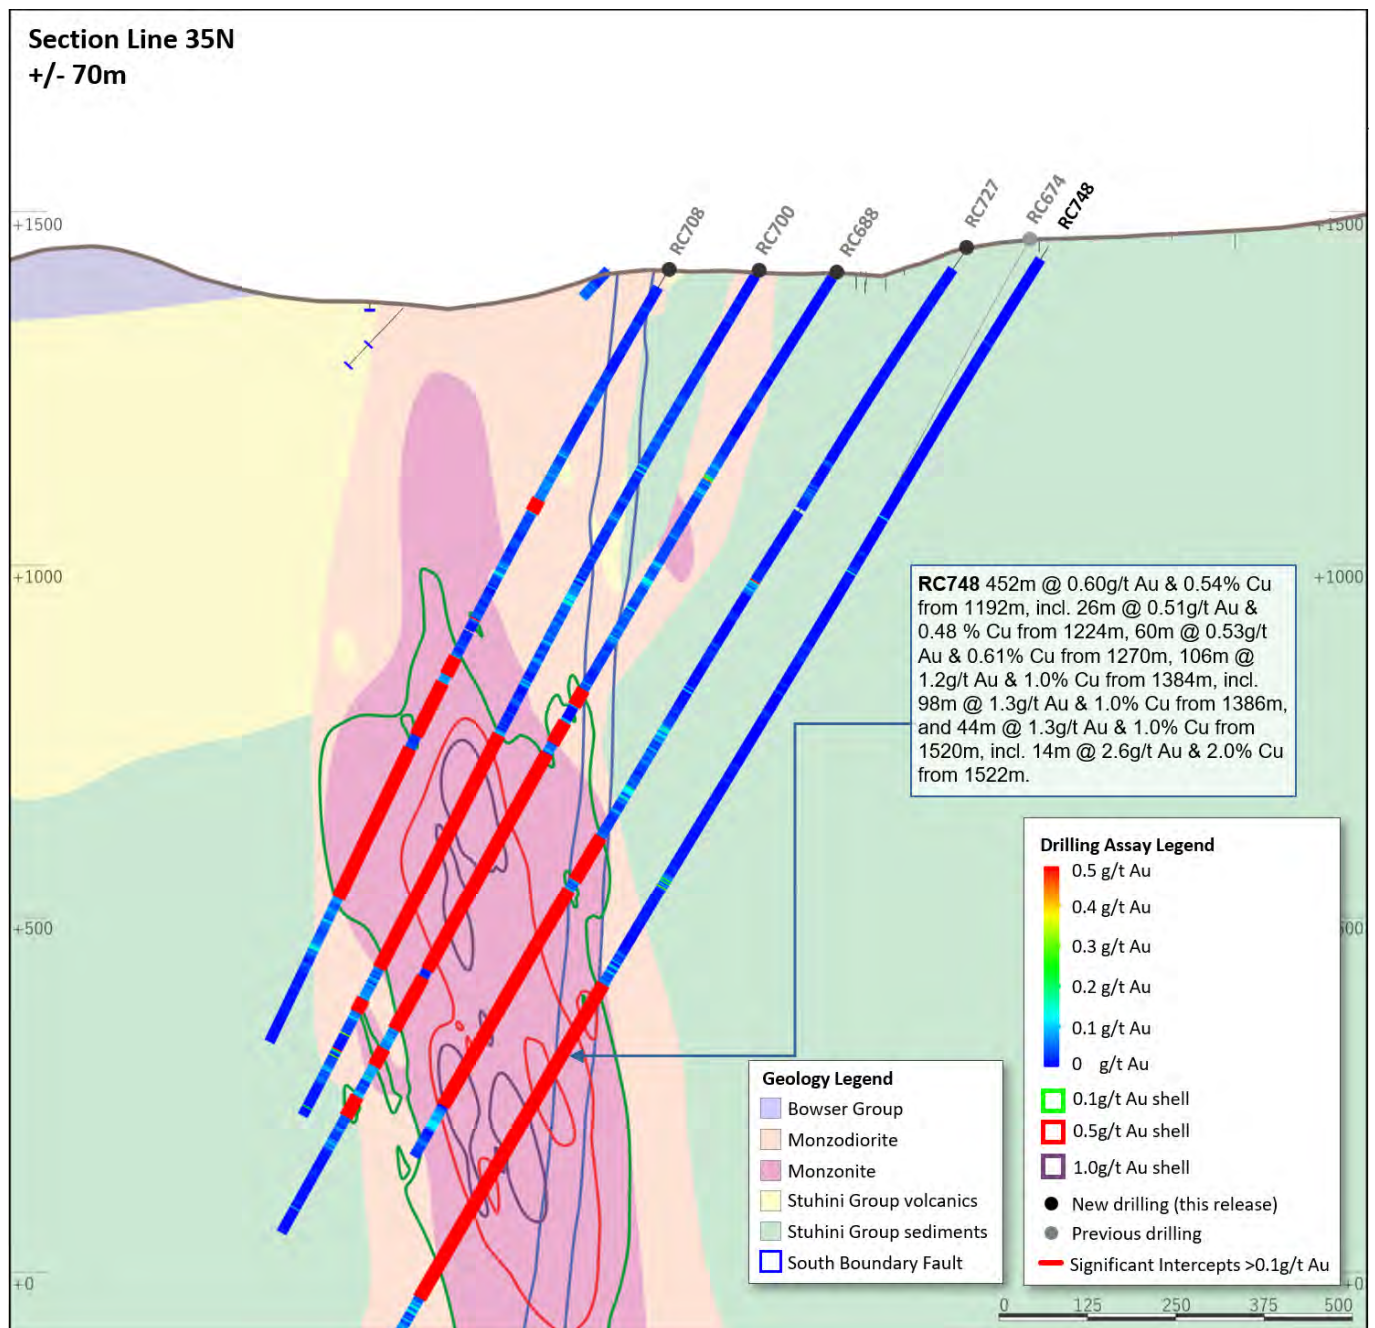 Section Line 35N
+/- 70m
RC708
RC700
RC688
RC727
RC674
RC748
+1500
+1500
+1000
+1000
RC748 452m @ 0.60g/t Au & 0.54% Cu
from 1192m, incl. 26m @ 0.51g/t Au &
0.48 % Cu from 1224m, 60m @ 0.53g/t
Au & 0.61% Cu from 1270m, 106m @
1.2g/t Au & 1.0% Cu from 1384m, incl.
98m @ 1.3g/t Au & 1.0% Cu from 1386m,
and 44m @ 1.3g/t Au & 1.0% Cu from
1520m, incl. 14m @ 2.6g/t Au & 2.0% Cu
from 1522m.
+500
00
Drilling Assay Legend
0.5 g/t Au
0.4 g/t Au
0.3 g/t Au
0.2 g/t Au
0.1 g/t Au
0 g/t Au
0.1g/t Au shell
0.5g/t Au shell
1.0g/t Au shell
New drilling (this release)
Previous drilling
Significant Intercepts >0.1g/t Au
Geology Legend
Bowser Group
Monzodiorite
Monzonite
Stuhini Group volcanics
Stuhini Group sediments
South Boundary Fault
+0
+0
0 125 250 375 500